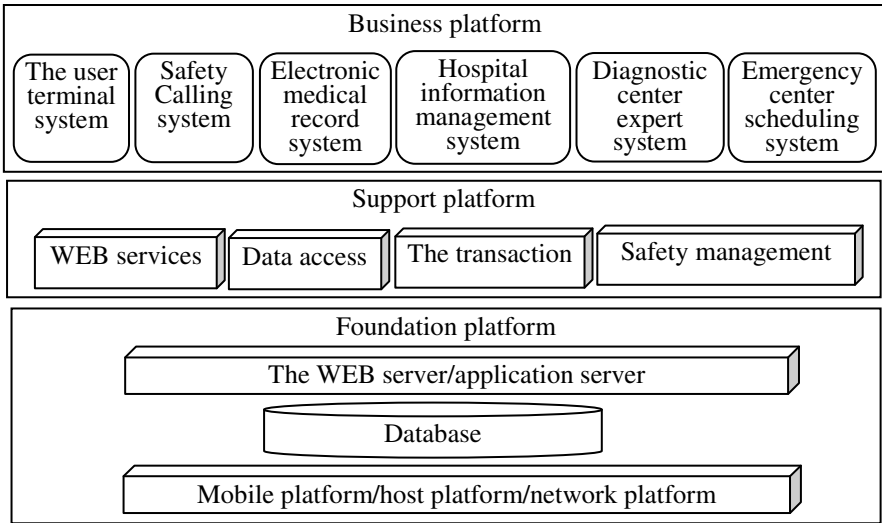 Business platform
The user
terminal
system
Safety
Calling
system
Electronic
medical
record
system
Hospital
information
management
system
Diagnostic
center
expert
system
Emergency
center
scheduling
system
Support platform
WEB services
Data access
The transaction
Safety management
Foundation platform
The WEB server/application server
Database
Mobile platform/host platform/network platform